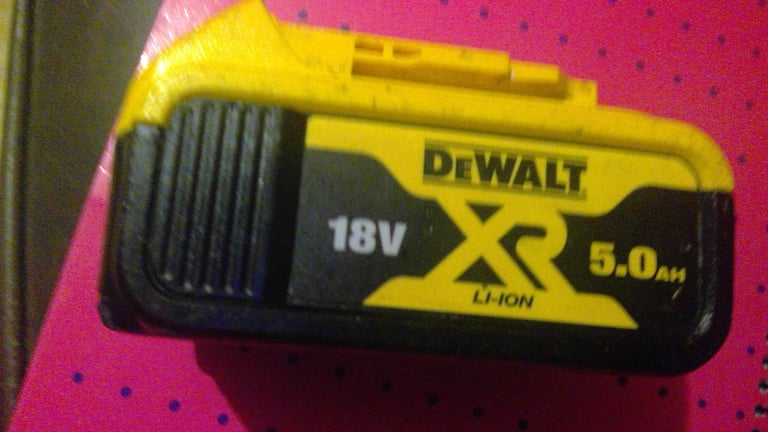 DEWALT
18V
XR
5.0AH
LI-ION